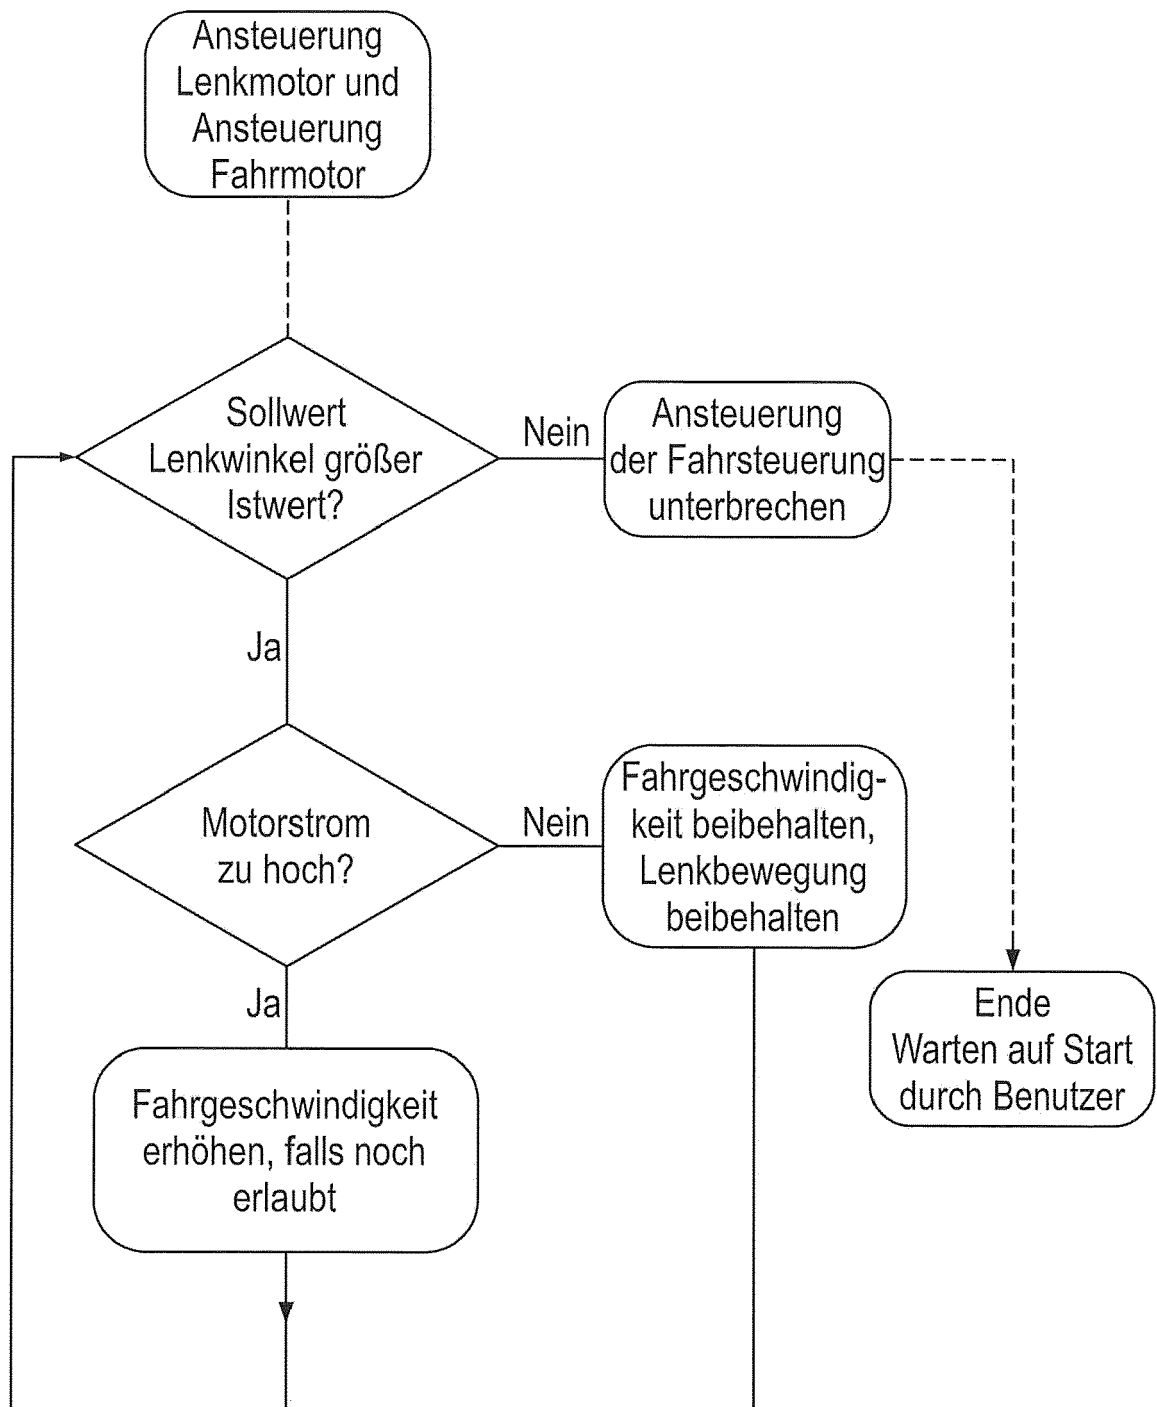 Ansteuerung
Lenkmotor und
Ansteuerung
Fahrmotor
Sollwert
Lenkwinkel größer
Istwert?
Nein
Ansteuerung
der Fahrsteuerung
unterbrechen
Ja
Motorstrom
zu hoch?
Nein
Fahrgeschwindig-
keit beibehalten,
Lenkbewegung
beibehalten
Ja
Ende
Warten auf Start
durch Benutzer
Fahrgeschwindigkeit
erhöhen, falls noch
erlaubt